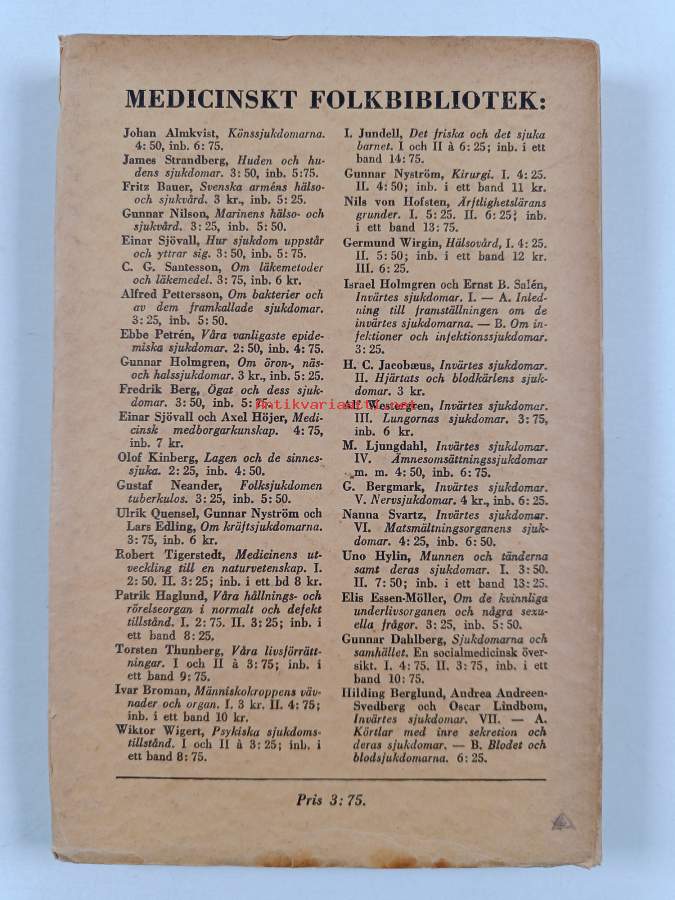 MEDICINSKT FOLKBIBLIOTEK:
Johan Almkvist, Könssjukdomarna.
4: 50, inb. 6: 75.
James Strandberg, Huden och hu-
dens sjukdomar. 3: 50, inb. 5:75.
Fritz Bauer, Svenska arméns hälso-
och sjukvård. 3 kr., inb. 5: 25.
Gunnar Nilson, Marinens hälso- och
sjukvård. 3: 25, inb. 5: 50.
Einar Sjövall, Hur sjukdom uppstår
och yttrar sig. 3: 50, inb. 5: 75.
C. G. Santesson, Om läkemetoder
och läkemedel. 3: 75, inb. 6 kr.
Alfred Pettersson, Om bakterier och
av dem framkallade sjukdomar.
3: 25, inb. 5: 50.
Ebbe Petrén, Våra vanligaste epide-
miska sjukdomar. 2: 50, inb. 4: 75.
Gunnar Holmgren, Om öron-, näs-
och halssjukdomar. 3 kr., inb. 5: 25.
Fredrik Berg, Ögat och dess sjuk-
domar. 3: 50, inb. 5: 75.
Einar Sjövall och Axel Höjer, Medi-
cinsk medborgarkunskap. 4: 75,
inb. 7 kr.
Olof Kinberg, Lagen och de sinnes-
sjuka. 2: 25, inb. 4: 50.
Gustaf Neander, Folksjukdomen
tuberkulos. 3: 25, inb. 5: 50.
Ulrik Quensel, Gunnar Nyström och
Lars Edling, Om kräftsjukdomarna.
3: 75, inb. 6 kr.
Robert Tigerstedt, Medicinens ut-
veckling till en naturvetenskap. I.
2: 50. II. 3: 25; inb. i ett bd 8 kr.
Patrik Haglund, Våra hållnings- och
rörelseorgan i normalt och defekt
tillstånd. I. 2: 75. II. 3: 25; inb. i
ett band 8: 25.
Torsten Thunberg, Våra livsförrätt-
ningar. I och II à 3: 75; inb. i
ett band 9: 75.
Ivar Broman, Människokroppens väv-
nader och organ. I. 3 kr. II. 4: 75;
inb. i ett band 10 kr.
Wiktor Wigert, Psykiska sjukdoms-
tillstånd. I och II à 3: 25; inb. i
ett band 8: 75.
I. Jundell, Det friska och det sjuka
barnet. I och II à 6: 25; inb. i ett
band 14: 75.
Gunnar Nyström, Kirurgi. I. 4: 25.
II. 4: 50; inb. i ett band 11 kr.
Nils von Hofsten, Ärftlighetslärans
grunder. I. 5: 25. II. 6: 25; inb.
i ett band 13: 75.
Germund Wirgin, Hälsovård, I. 4: 25.
II. 5: 50; inb. i ett band 12 kr.
III. 6: 25.
Israel Holmgren och Ernst B. Salén,
Invärtes sjukdomar. I. — A. Inled-
ning till framställningen om de
invärtes sjukdomarna. — B. Om in-
jektioner och infektionssjukdomar.
3: 25.
H. C. Jacobæus, Invärtes sjukdomar.
II. Hjärtats och blodkärlens sjuk-
domar. 3 kr.
Alf Westergren, Invärtes sjukdomar.
III. Lungornas sjukdomar. 3: 75,
inb. 6 kr.
M. Ljungdahl, Invärtes sjukdomar.
IV. Ämnesomsättningssjukdomar
m. m. 4: 50, inb. 6: 75.
G. Bergmark, Invärtes sjukdomar.
V. Nervsjukdomar. 4 kr., inb. 6: 25.
Nanna Svartz, Invärtes sjukdomar.
VI. Matsmältningsorganens sjuk-
domar. 4: 25, inb. 6: 50.
Uno Hylin, Munnen och tänderna
samt deras sjukdomar. I. 3: 50.
II. 7: 50; inb. i ett band 13: 25.
Elis Essen-Möller, Om de kvinnliga
underlivsorganen och några sexu-
ella frågor. 3: 25, inb. 5: 50.
Gunnar Dahlberg, Sjukdomarna och
samhället. En socialmedicinsk över-
sikt. I. 4: 75. II. 3: 75, inb. i ett
band 10: 75.
Hilding Berglund, Andrea Andreen-
Svedberg och Oscar Lindbom,
Invärtes sjukdomar. VII. — A.
Körtlar med inre sekretion och
deras sjukdomar. — B. Blodet och
blodsjukdomarna. 6: 25.
Pris 3: 75.
Antikvariaatti.net